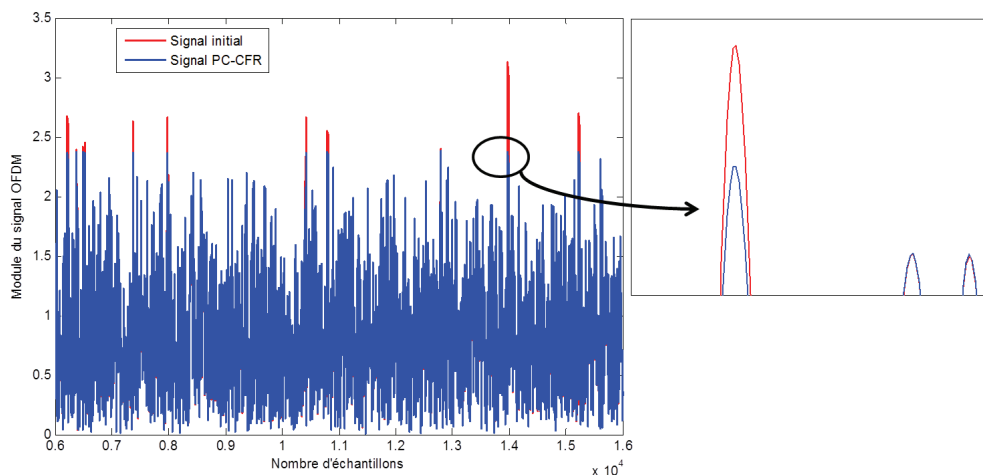 3.5
3
2.5
2
1.5
1
0.5
0
Module du signal OFDM
Signal initial
Signal PC-CFR
0.6 0.7 0.8 0.9 1 1.1 1.2 1.3 1.4 1.5 1.6
Nombre d'échantillons
x 10^4